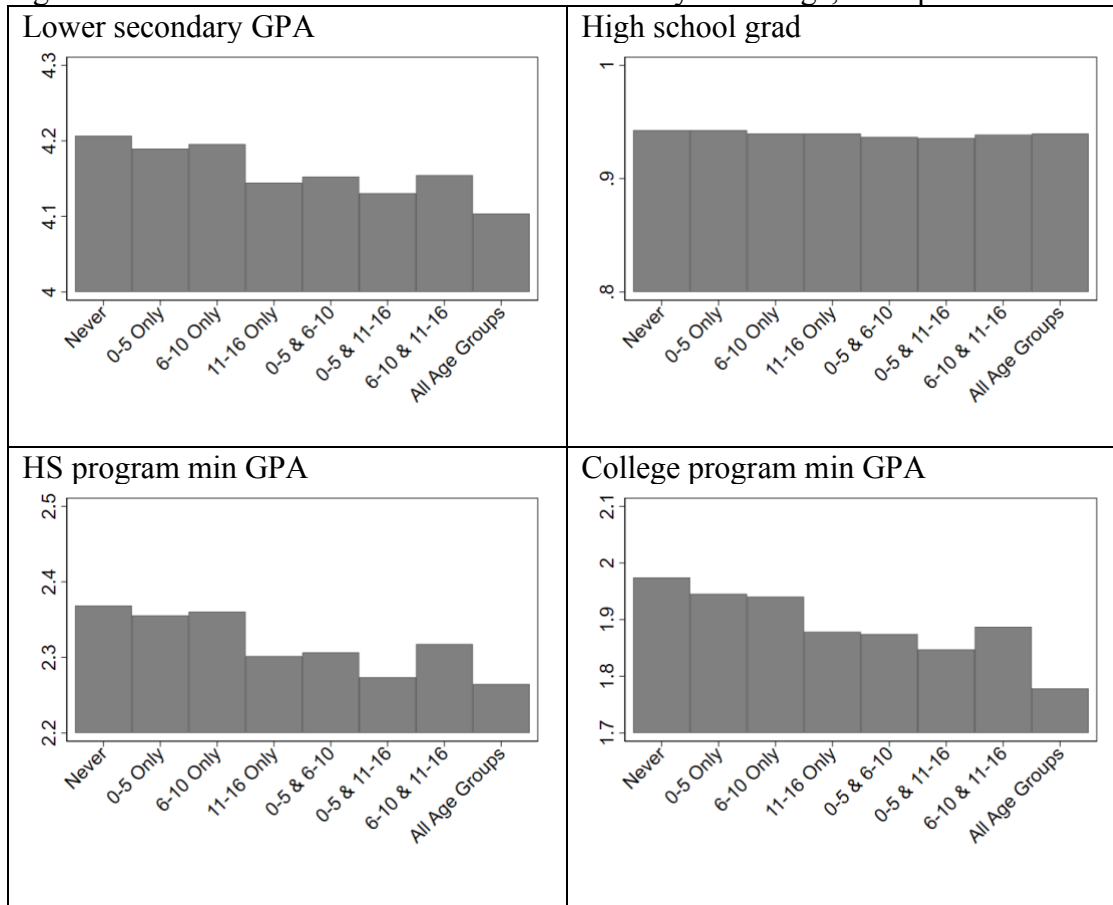 Lower secondary GPA
4.3
4.2
4.1
4
Never
0-5 Only
6-10 Only
11-16 Only
0-5 & 6-10
0-5 & 11-16
6-10 & 11-16
All Age Groups
High school grad
1
.9
.8
Never
0-5 Only
6-10 Only
11-16 Only
0-5 & 6-10
0-5 & 11-16
6-10 & 11-16
All Age Groups
HS program min GPA
2.5
2.4
2.3
2.2
Never
0-5 Only
6-10 Only
11-16 Only
0-5 & 6-10
0-5 & 11-16
6-10 & 11-16
All Age Groups
College program min GPA
2.1
2
1.9
1.8
1.7
Never
0-5 Only
6-10 Only
11-16 Only
0-5 & 6-10
0-5 & 11-16
6-10 & 11-16
All Age Groups